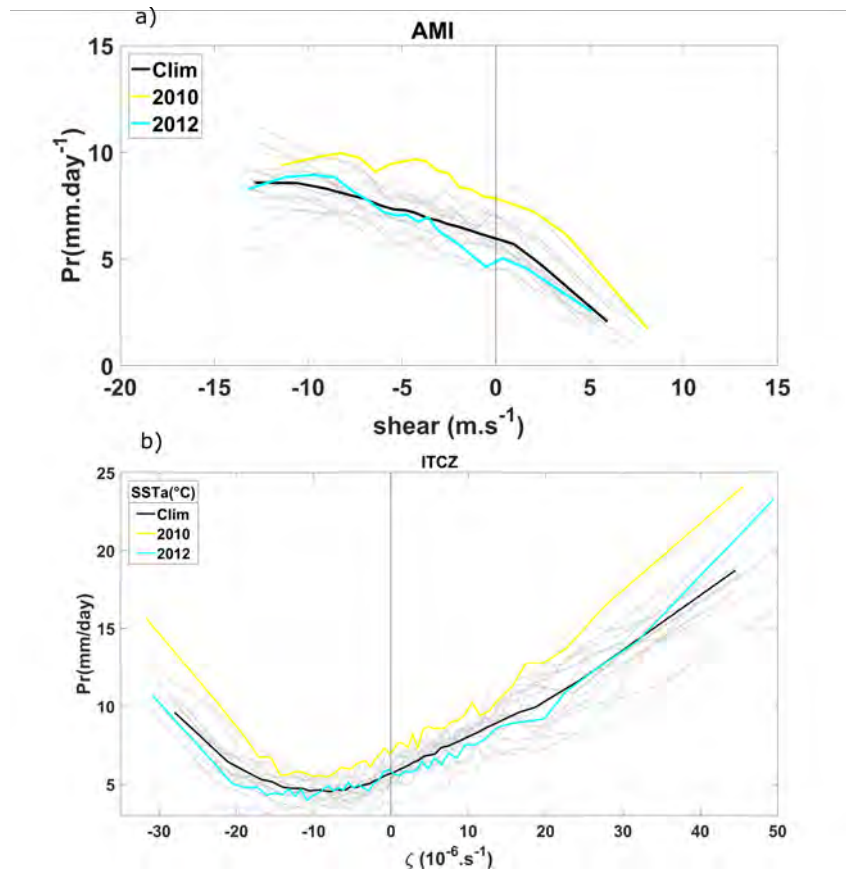 a)
AMI
15
10
5
0
Pr(mm.day-1)
Clim
2010
2012
-20 -15 -10 -5 0 5 10 15
shear (m.s-1)
b)
ITCZ
25
20
15
10
5
Pr(mm/day)
SSTa(°C)
Clim
2010
2012
-30 -20 -10 0 10 20 30 40 50
ζ (10-6.s-1)